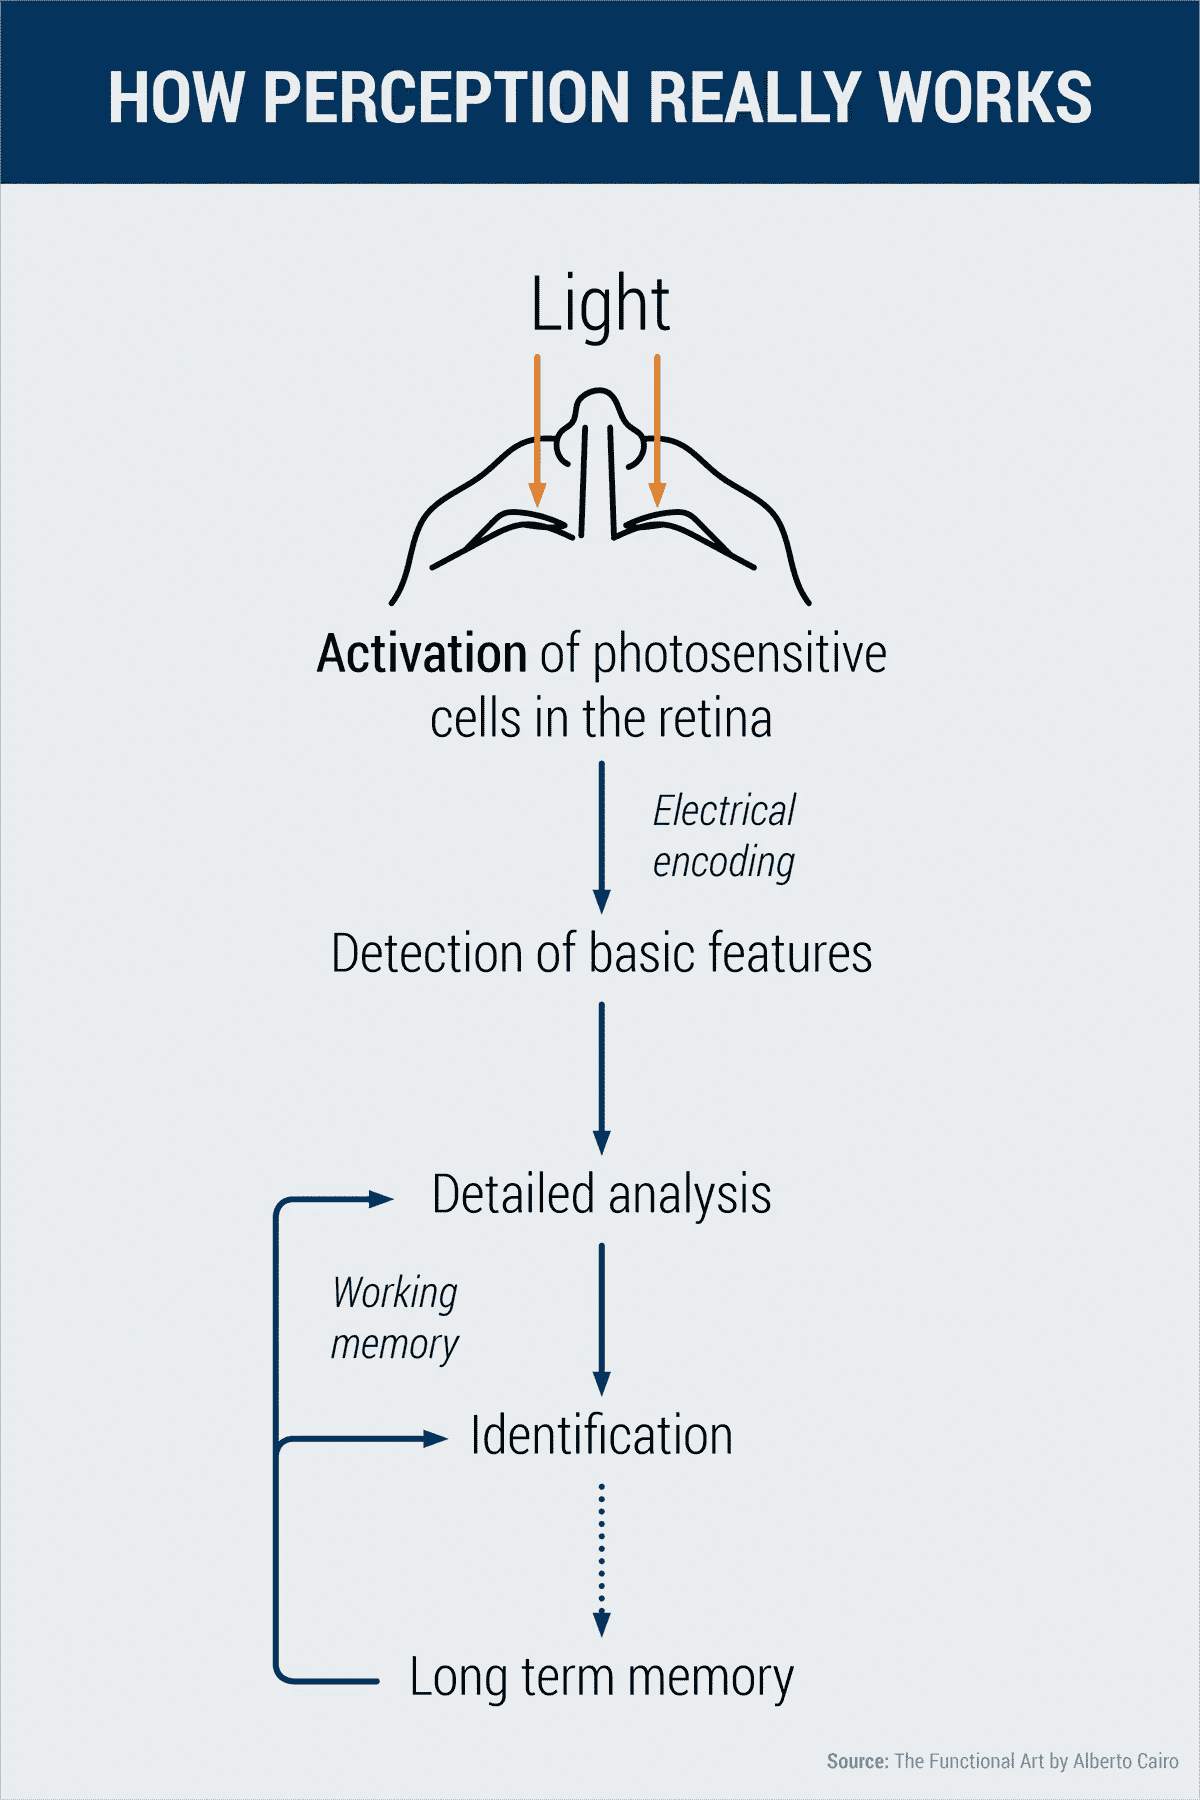 HOW PERCEPTION REALLY WORKS
Light
Activation of photosensitive
cells in the retina
Electrical
encoding
Detection of basic features
Detailed analysis
Working
memory
Identification
Long term memory
Source: The Functional Art by Alberto Cairo